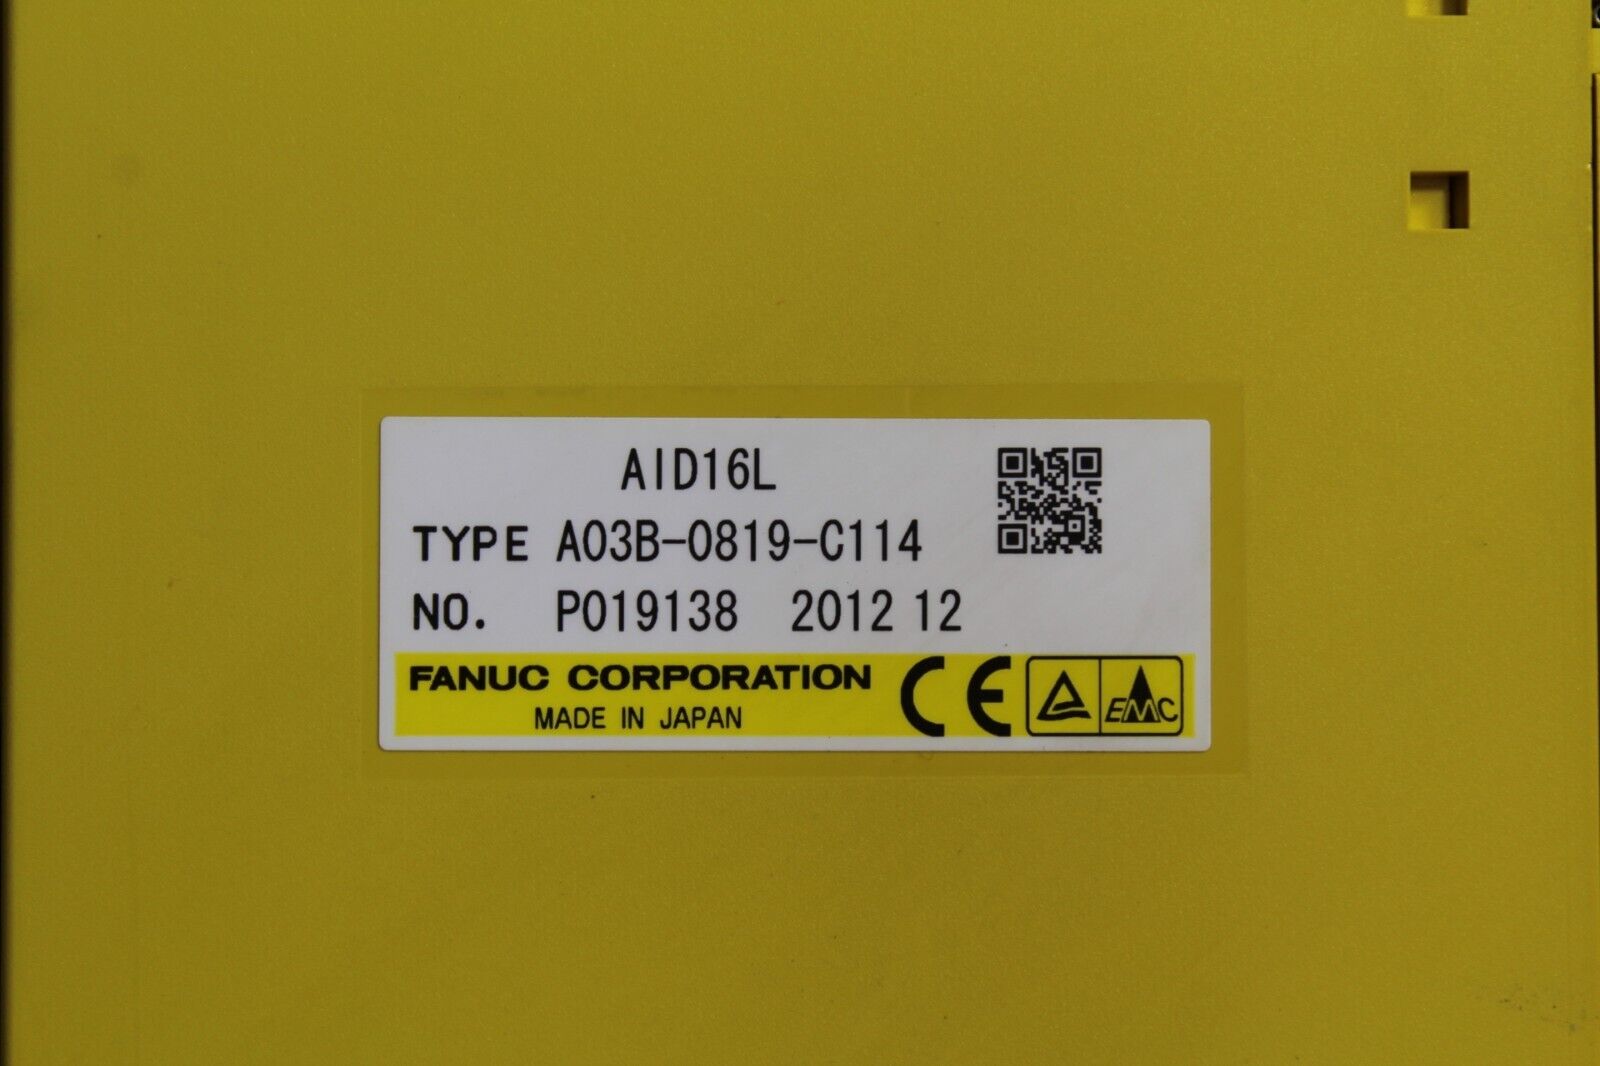 AID16L
TYPE A03B-0819-C114
NO. P019138 2012 12
FANUC CORPORATION
MADE IN JAPAN
CE
EMC